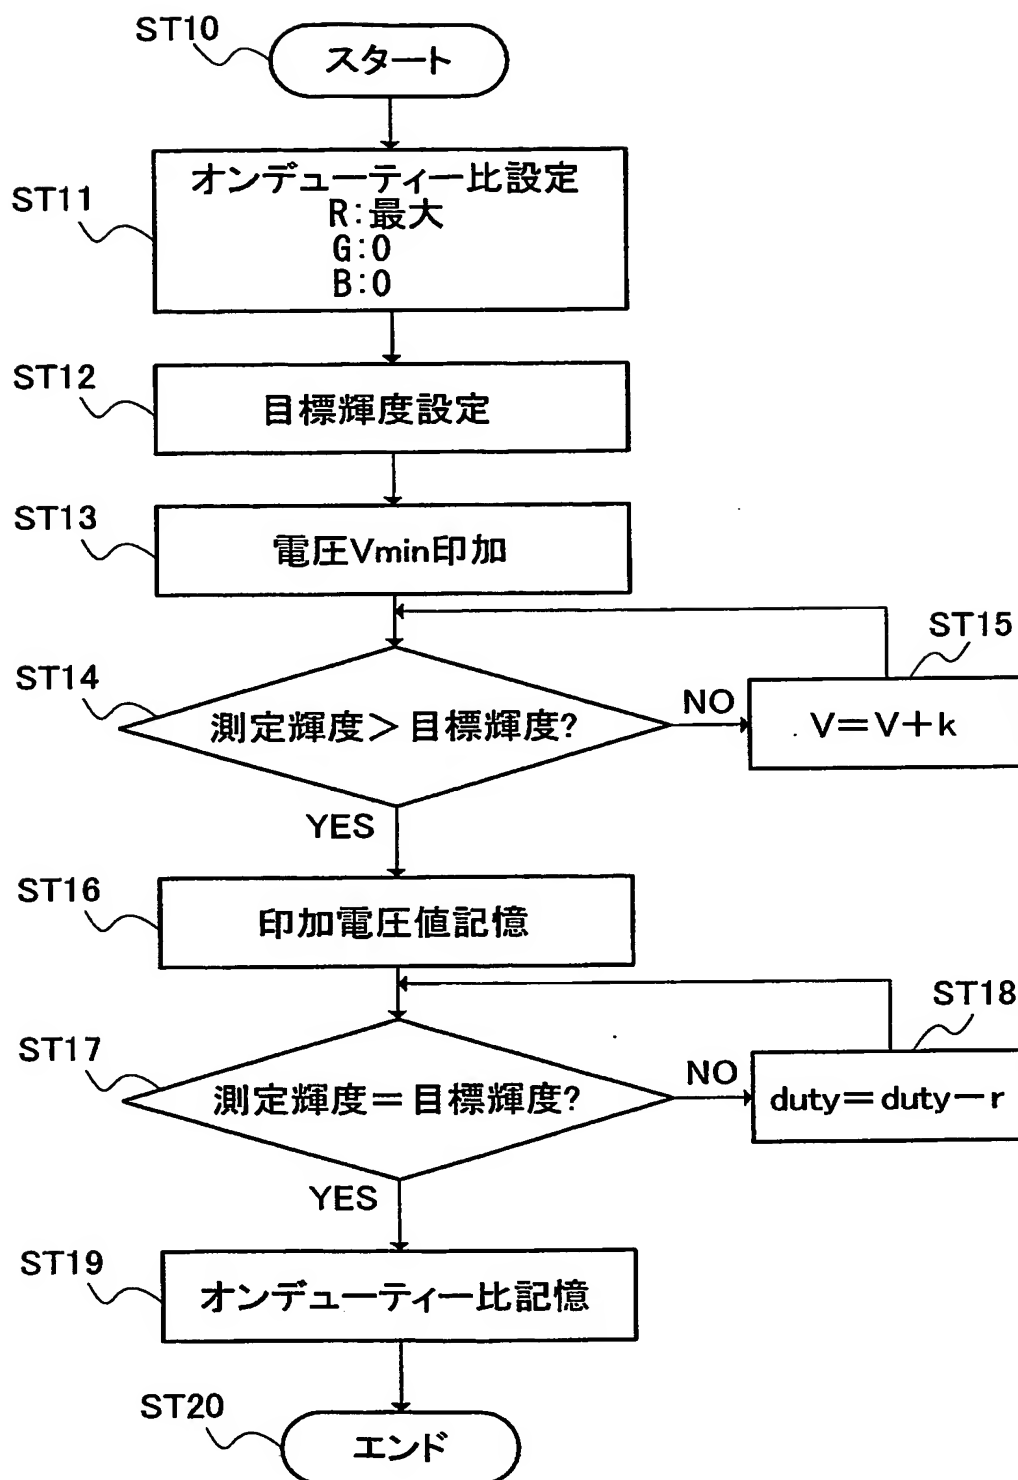 ST10
スタート
ST11
オンデューティー比設定
R:最大
G:0
B:0
ST12
目標輝度設定
ST13
電圧Vmin印加
ST14
測定輝度>目標輝度?
NO
ST15
V=V+k
YES
ST16
印加電圧値記憶
ST17
測定輝度=目標輝度?
NO
ST18
duty=duty-r
YES
ST19
オンデューティー比記憶
ST20
エンド